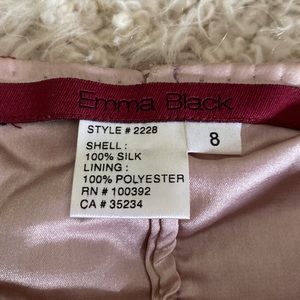 Emma Black
STYLE # 2228
8
SHELL :
100% SILK
LINING :
100% POLYESTER
RN # 100392
CA # 35234